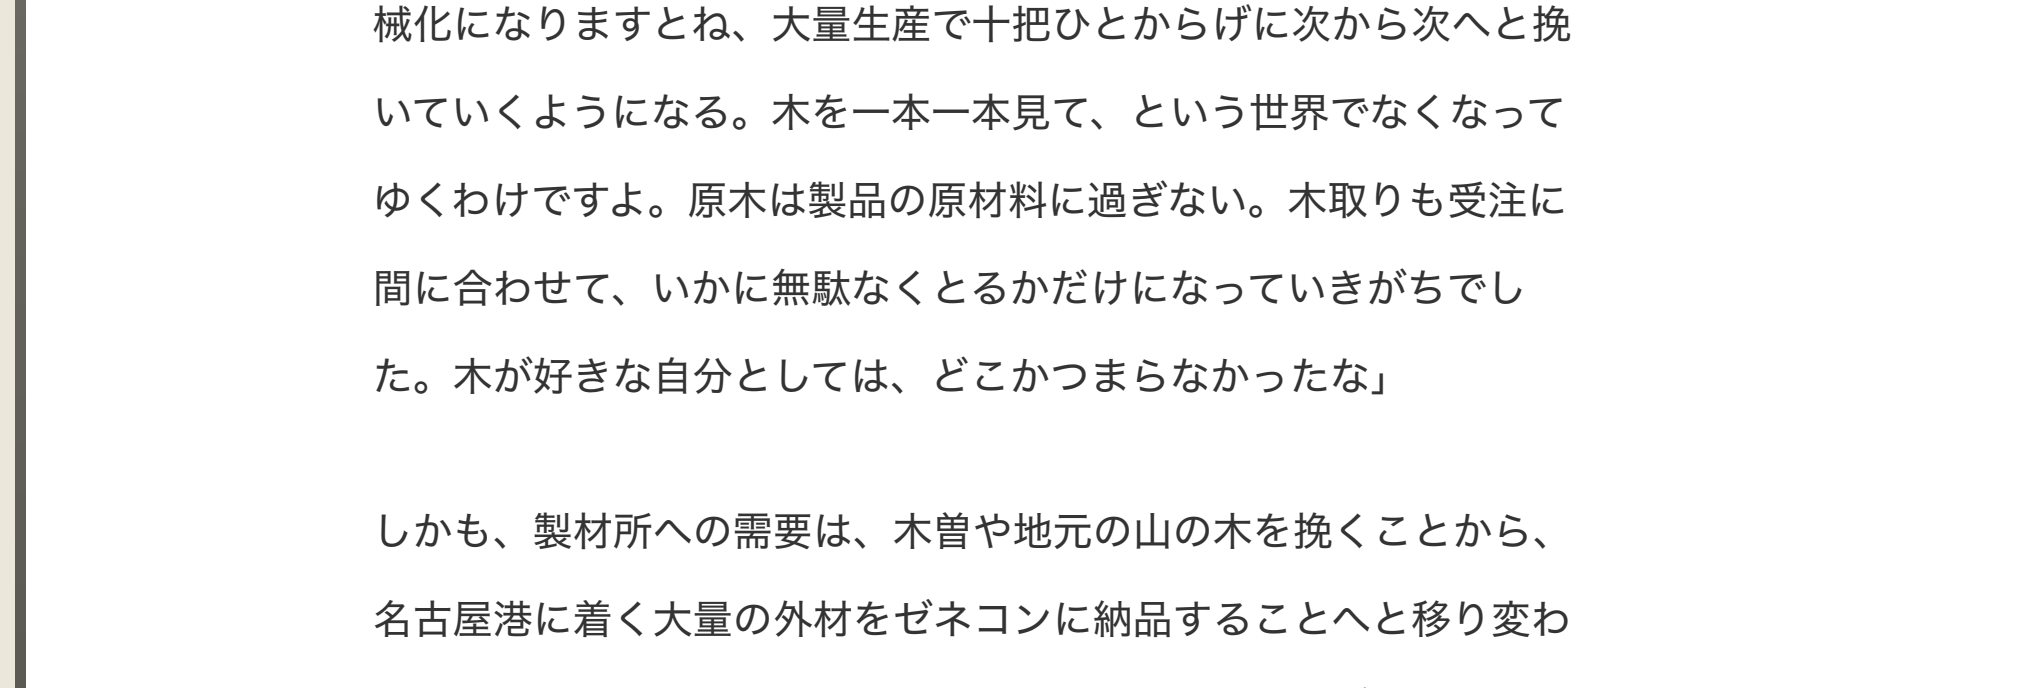 械化になりますとね、大量生産で十把ひとからげに次から次へと挽
いていくようになる。木を一本一本見て、という世界でなくなって
ゆくわけですよ。原木は製品の原材料に過ぎない。木取りも受注に
間に合わせて、いかに無駄なくとるかだけになっていきがちでし
た。木が好きな自分としては、どこかつまらなかったな」
しかも、製材所への需要は、木曽や地元の山の木を挽くことから、
名古屋港に着く大量の外材をゼネコンに納品することへと移り変わ